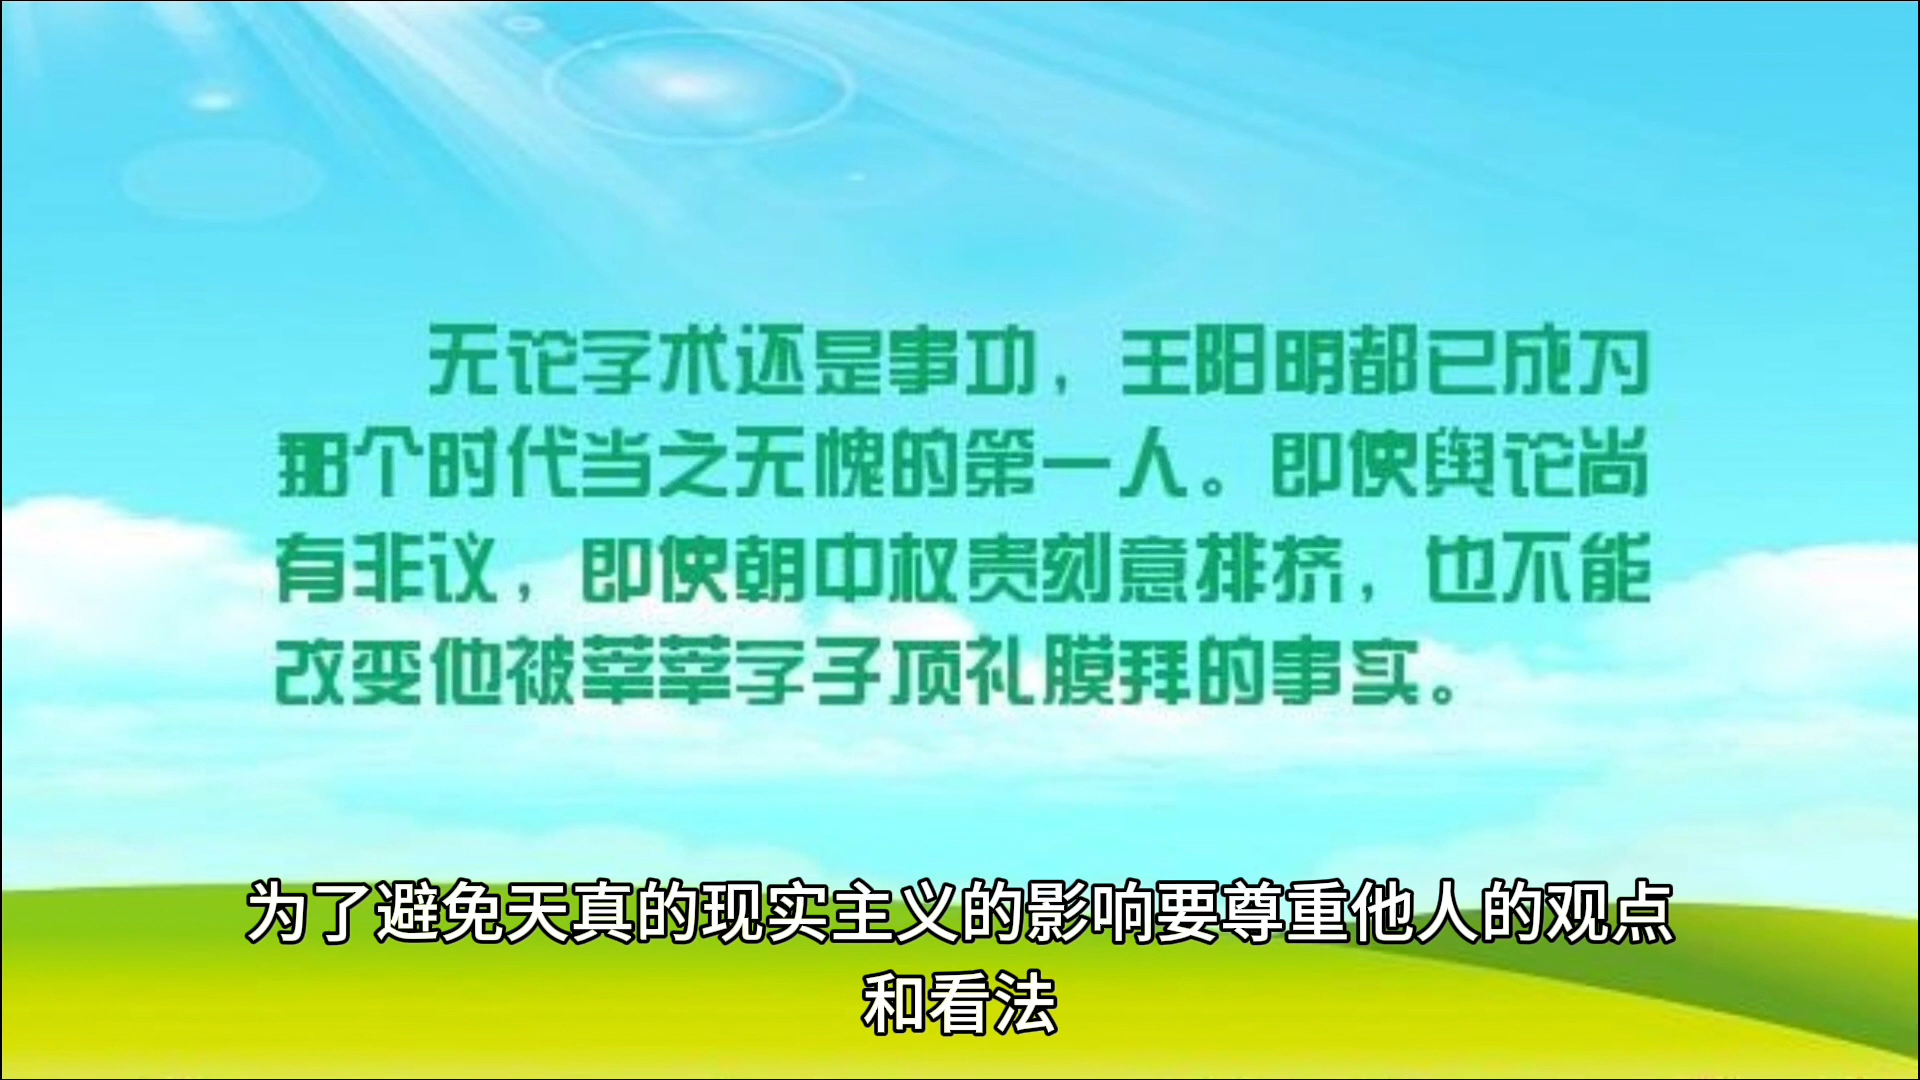 无论学术还是事功，王阳明都已成为
那个时代当之无愧的第一人。即使舆论尚
有非议，即使朝中权贵刻意排挤，也不能
改变他被莘莘学子顶礼膜拜的事实。
为了避免天真的现实主义的影响要尊重他人的观点
和看法